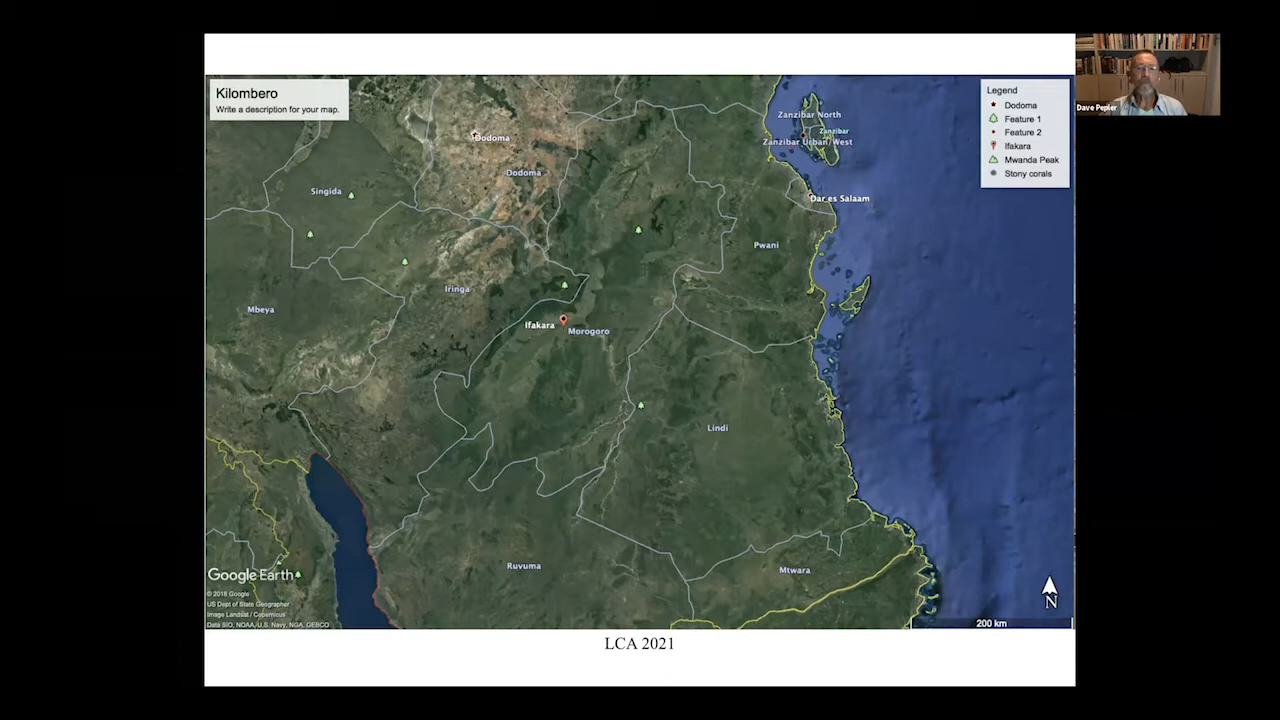 Kilombero
Write a description for your map.
Legend
Dodoma
Feature 1
Feature 2
Ifakara
Mwanda Peak
Stony corals
Dave Pepler
Zanzibar North
Zanzibar
Zanzibar Urban/West
Dodoma
Dodoma
Singida
Dar es Salaam
Pwani
Iringa
Mbeya
Ifakara
Morogoro
Lindi
Ruvuma
Mtwara
Google Earth
© 2018 Google
US Dept of State Geographer
Image Landsat / Copernicus
Data SIO, NOAA, U.S. Navy, NGA, GEBCO
N
200 km
LCA 2021